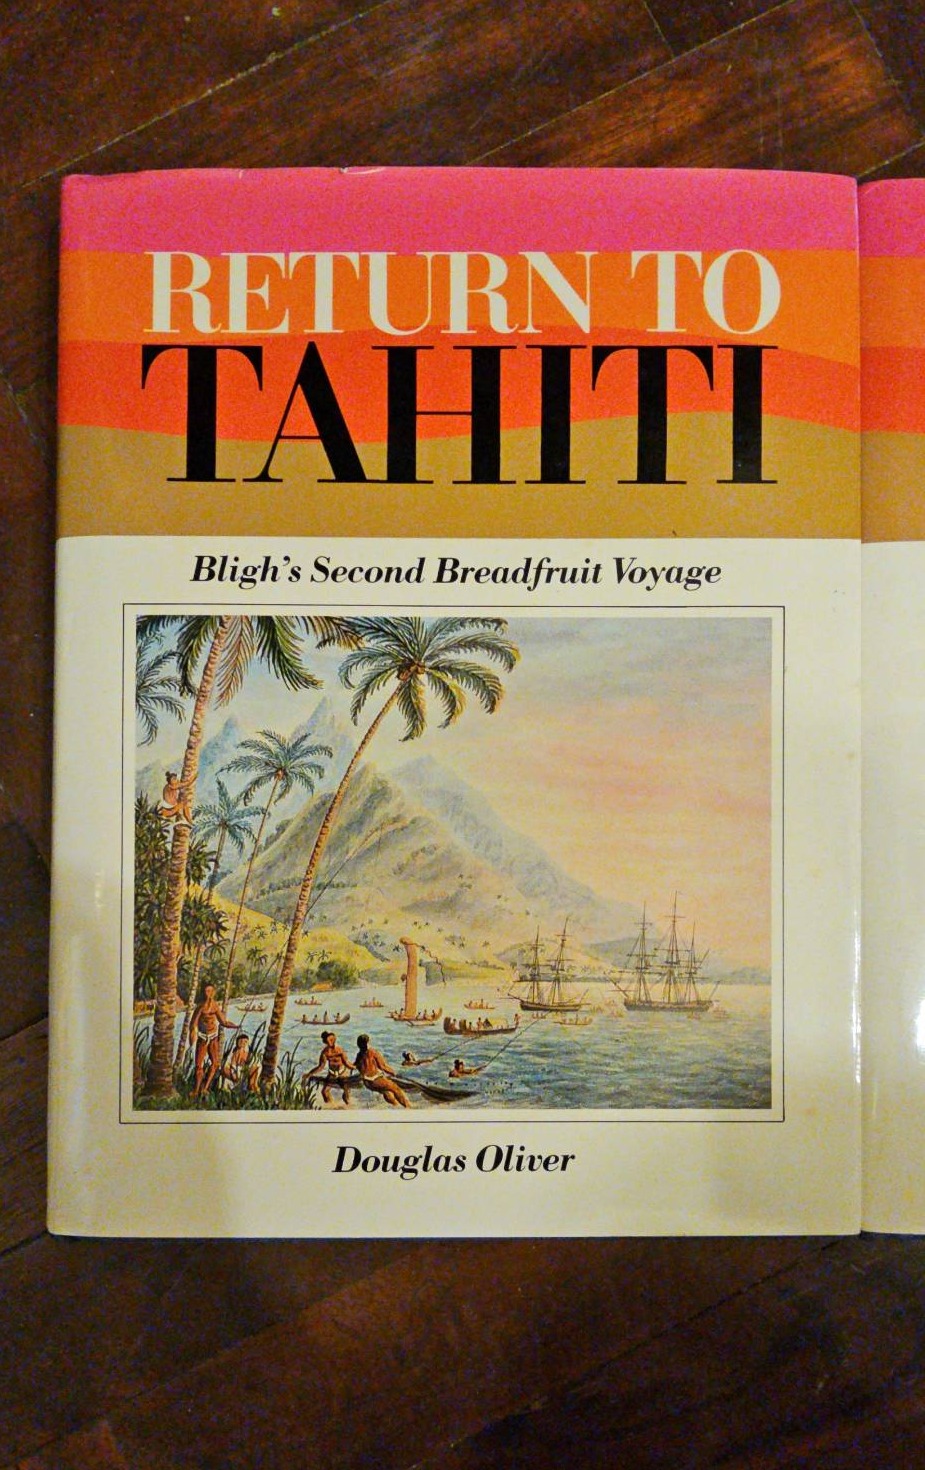 RETURN TO
TAHITI
Bligh's Second Breadfruit Voyage
Douglas Oliver